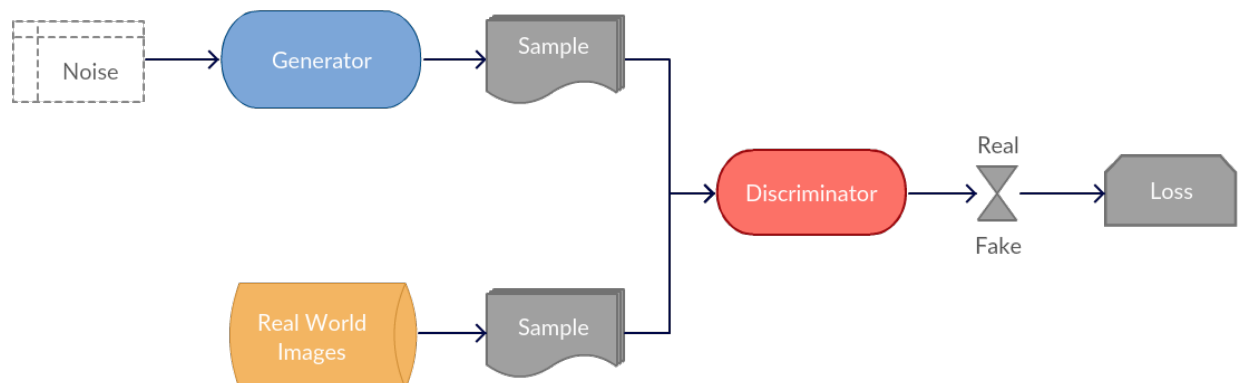 Noise
Generator
Sample
Real
Discriminator
Loss
Fake
Real World
Images
Sample